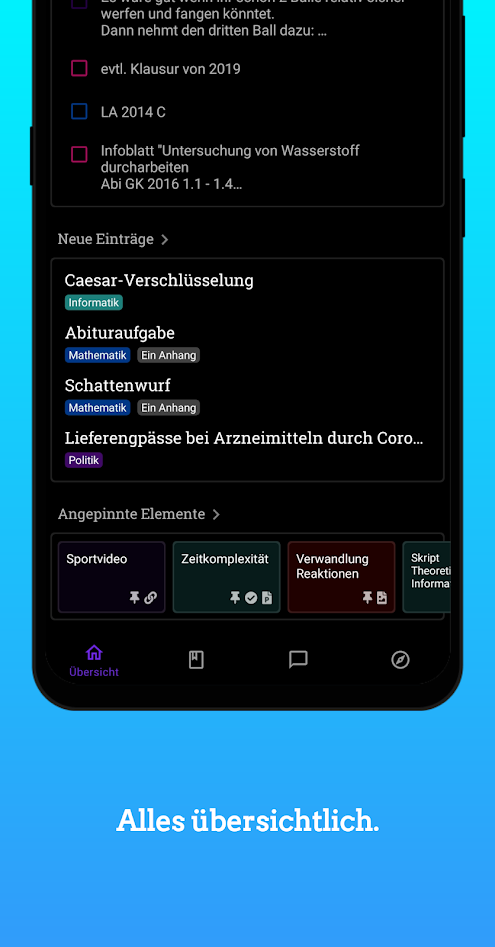 werfen und fangen könntet.
Dann nehmt den dritten Ball dazu: ...
evtl. Klausur von 2019
LA 2014 C
Infoblatt "Untersuchung von Wasserstoff
durcharbeiten
Abi GK 2016 1.1 - 1.4...
Neue Einträge
Caesar-Verschlüsselung
Informatik
Abituraufgabe
Mathematik Ein Anhang
Schattenwurf
Mathematik Ein Anhang
Lieferengpässe bei Arzneimitteln durch Coro...
Politik
Angepinnte Elemente
Sportvideo
Zeitkomplexität
Verwandlung
Reaktionen
Skript
Theoreti
Informa
Übersicht
Alles übersichtlich.